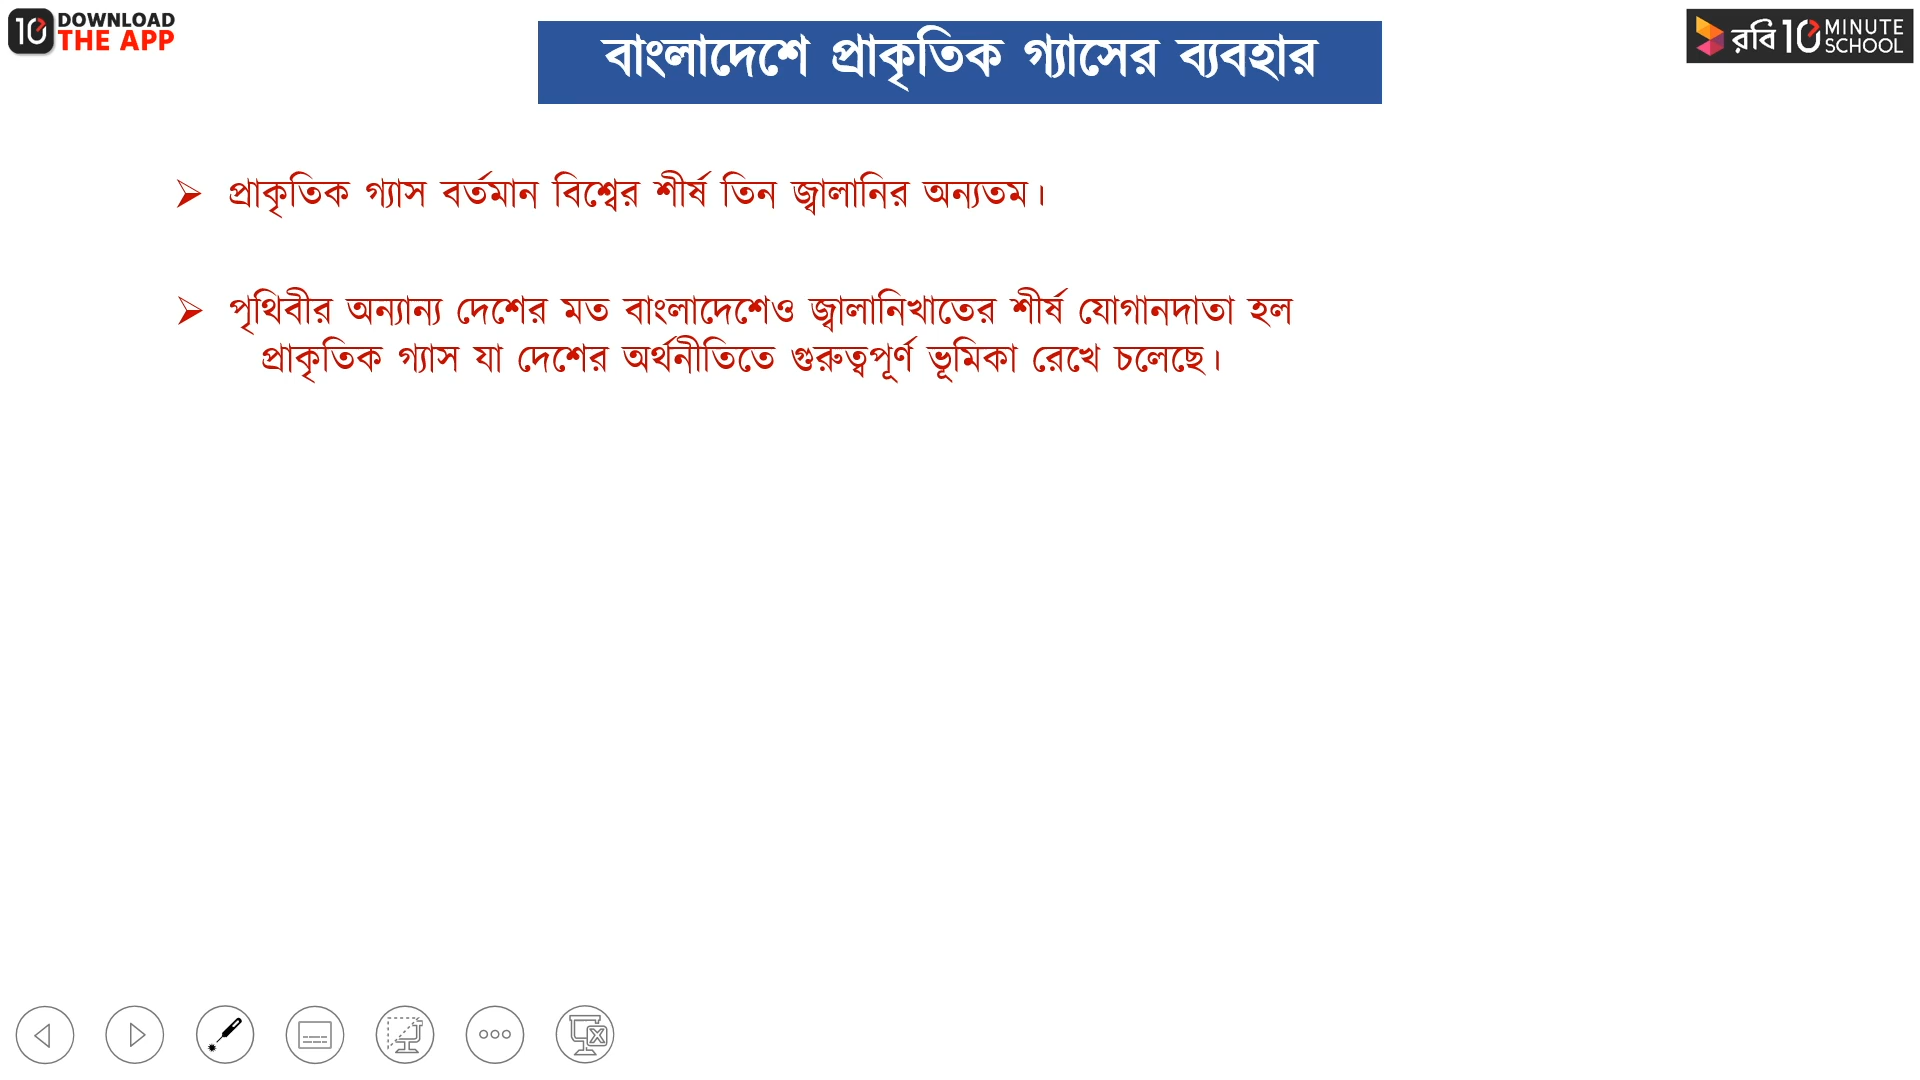 DOWNLOAD
THE APP
বাংলাদেশে প্রাকৃতিক গ্যাসের ব্যবহার
রবি 10 MINUTE SCHOOL
➢ প্রাকৃতিক গ্যাস বর্তমান বিশ্বের শীর্ষ তিন জ্বালানির অন্যতম।
➢ পৃথিবীর অন্যান্য দেশের মত বাংলাদেশেও জ্বালানিখাতের শীর্ষ যোগানদাতা হল
প্রাকৃতিক গ্যাস যা দেশের অর্থনীতিতে গুরুত্বপূর্ণ ভূমিকা রেখে চলেছে।